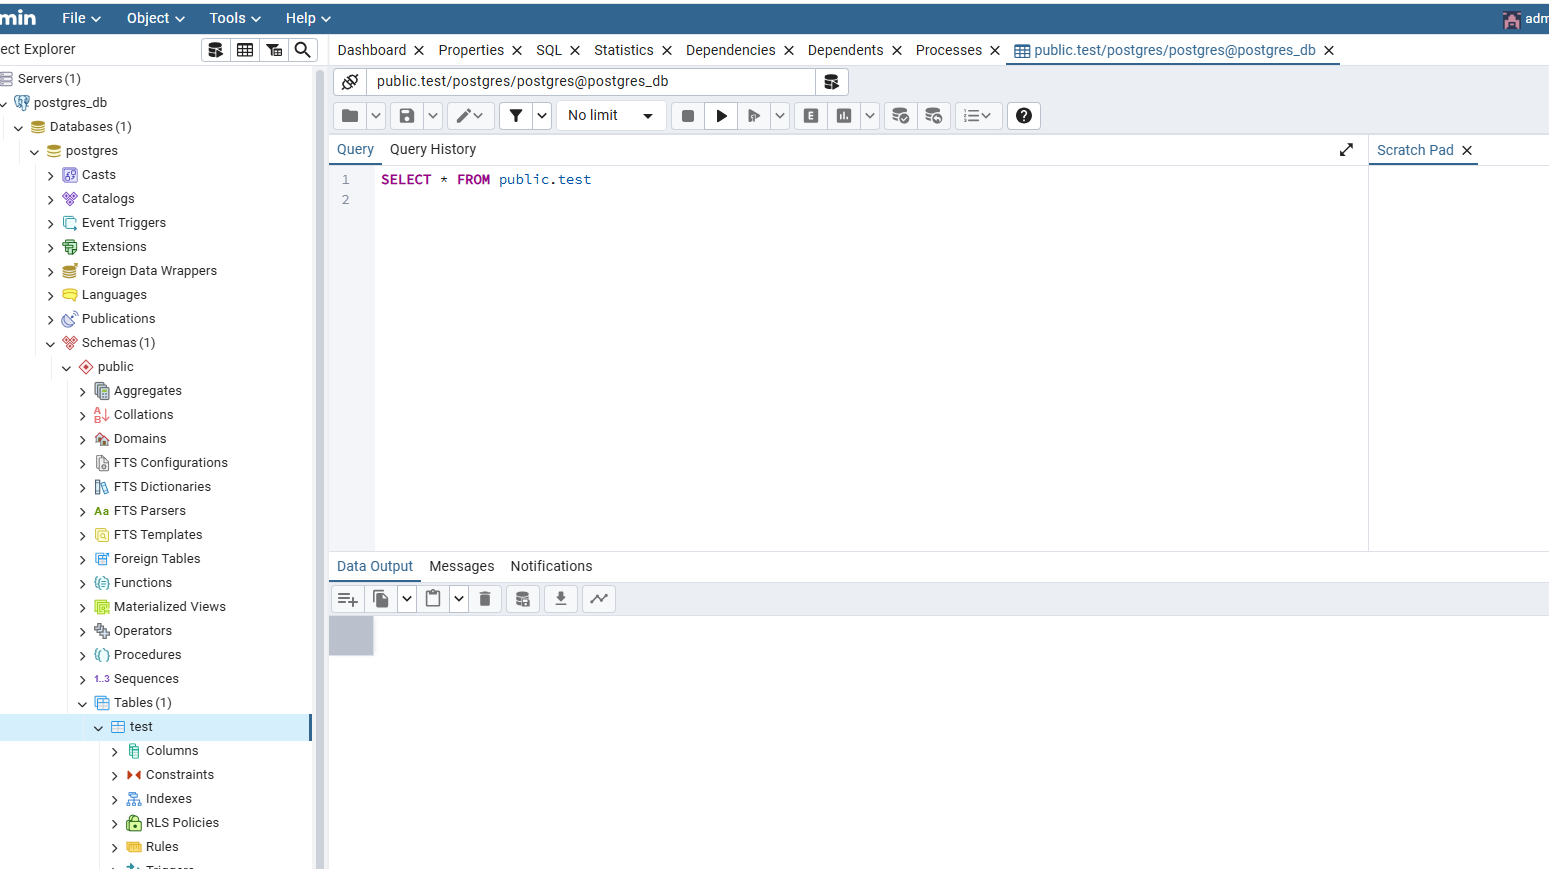 min File Object Tools Help adm
ect Explorer
Dashboard Properties SQL Statistics Dependencies Dependents Processes public.test/postgres/postgres@postgres_db
public.test/postgres/postgres@postgres_db
No limit
E
Query Query History
Scratch Pad
1 SELECT * FROM public.test
2
Data Output Messages Notifications
Servers (1)
postgres_db
Databases (1)
postgres
Casts
Catalogs
Event Triggers
Extensions
Foreign Data Wrappers
Languages
Publications
Schemas (1)
public
Aggregates
Collations
Domains
FTS Configurations
FTS Dictionaries
Aa FTS Parsers
FTS Templates
Foreign Tables
Functions
Materialized Views
Operators
Procedures
1..3 Sequences
Tables (1)
test
Columns
Constraints
Indexes
RLS Policies
Rules
Triggers